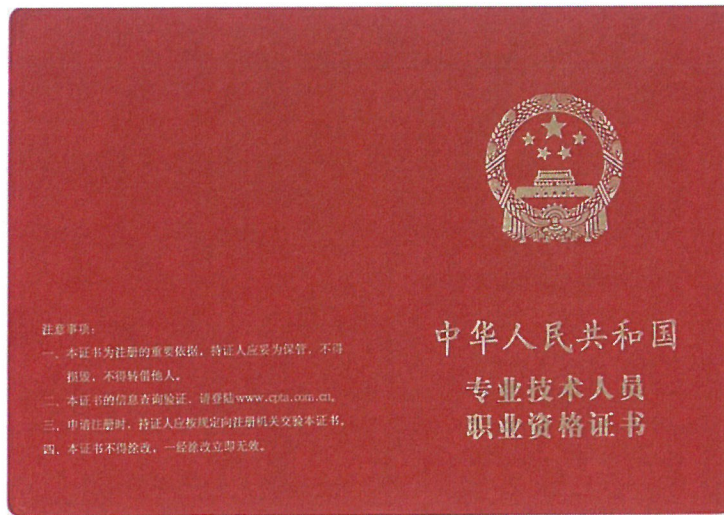 注意事项：
一、本证书为注册的重要依据，持证人应妥为保管，不得
损毁，不得转借他人。
二、本证书的信息查询验证，请登陆www.cpta.com.cn。
三、申请注册时，持证人应按规定向注册机关交验本证书。
四、本证书不得涂改，一经涂改立即无效。
中华人民共和国
专业技术人员
职业资格证书